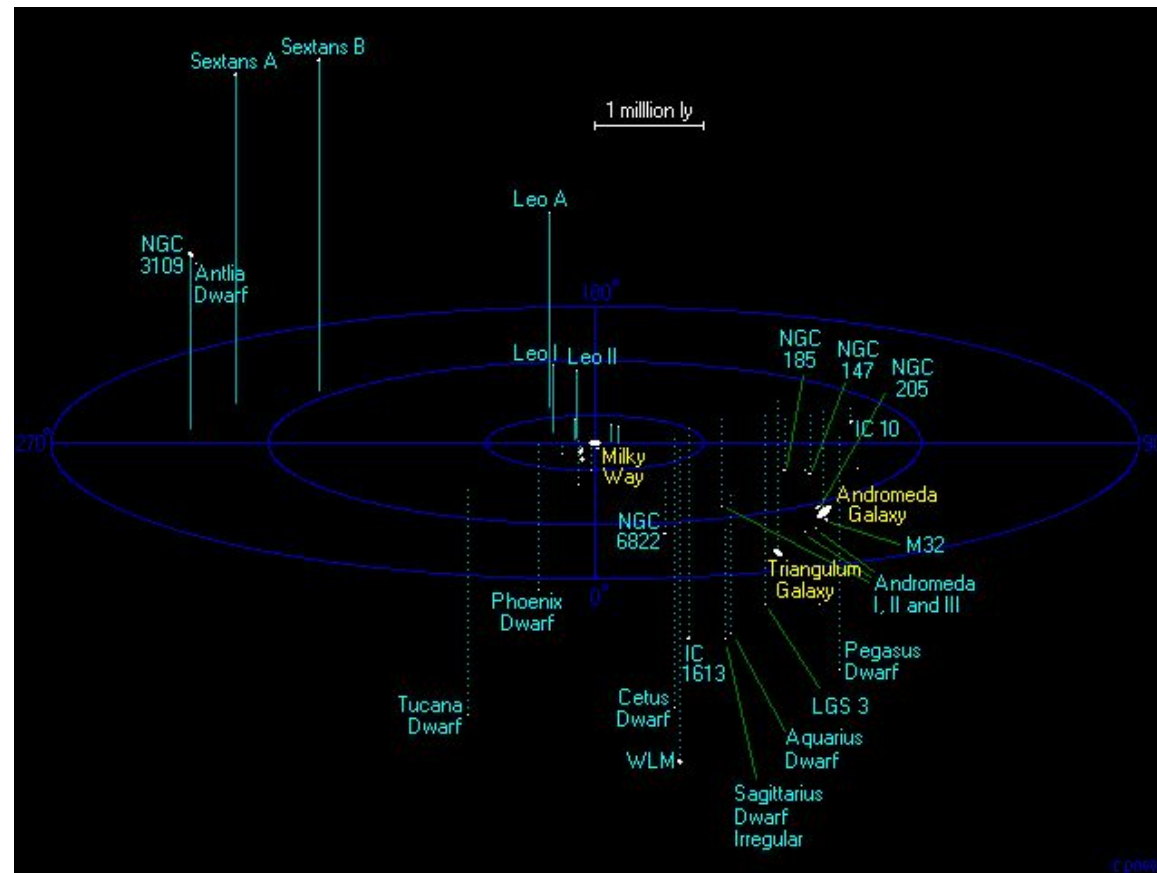 Sextans B
Sextans A
1 milllion ly
Leo A
NGC
3109
Antlia
Dwarf
180°
NGC
185
NGC
147
NGC
205
Leo I
Leo II
IC 10
270°
Milky
Way
Andromeda
Galaxy
NGC
6822
M32
Triangulum
Galaxy
Andromeda
I, II and III
Phoenix
Dwarf
0°
IC
1613
Pegasus
Dwarf
Tucana
Dwarf
Cetus
Dwarf
LGS 3
Aquarius
Dwarf
WLM
Sagittarius
Dwarf
Irregular